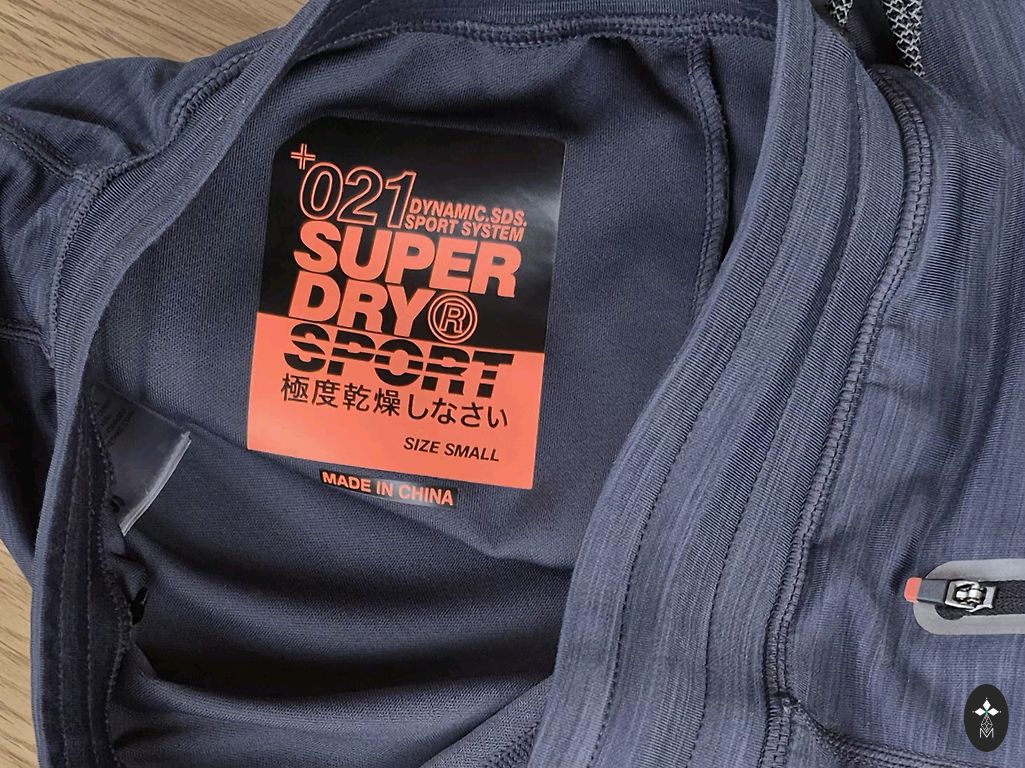 +021 DYNAMIC.SDS.
SPORT SYSTEM
SUPER
DRY®
SPORT
極度乾燥しなさい
SIZE SMALL
MADE IN CHINA